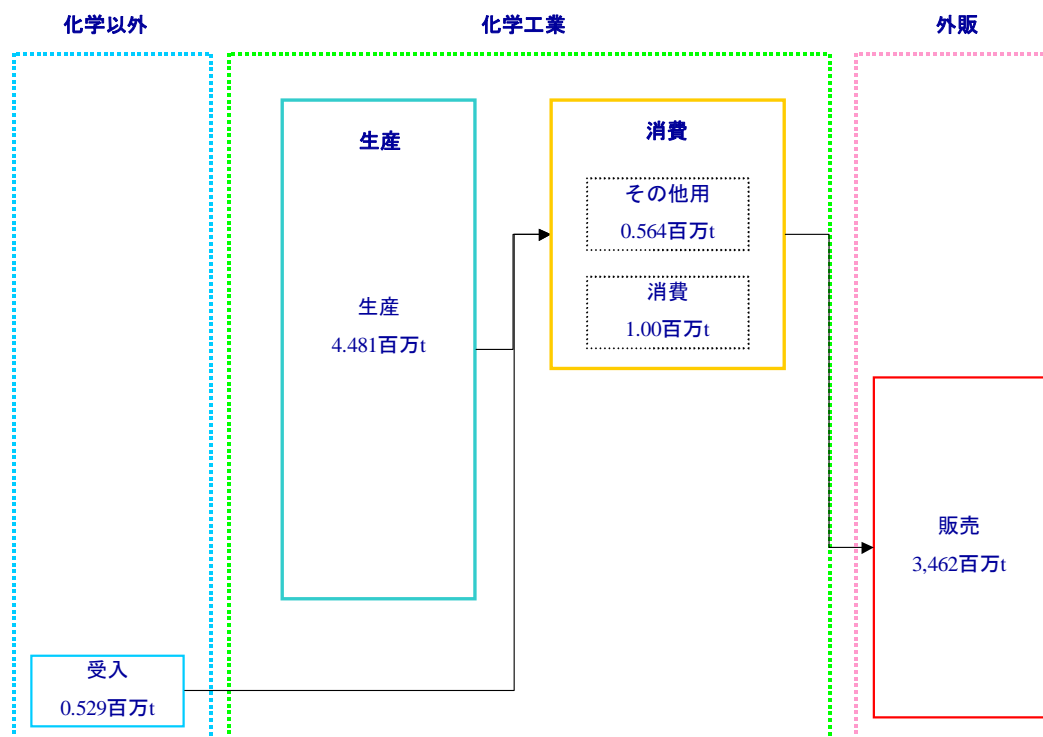 化学以外
化学工業
外販
生産
生産
4.481百万t
消費
その他用
0.564百万t
消費
1.00百万t
販売
3,462百万t
受入
0.529百万t